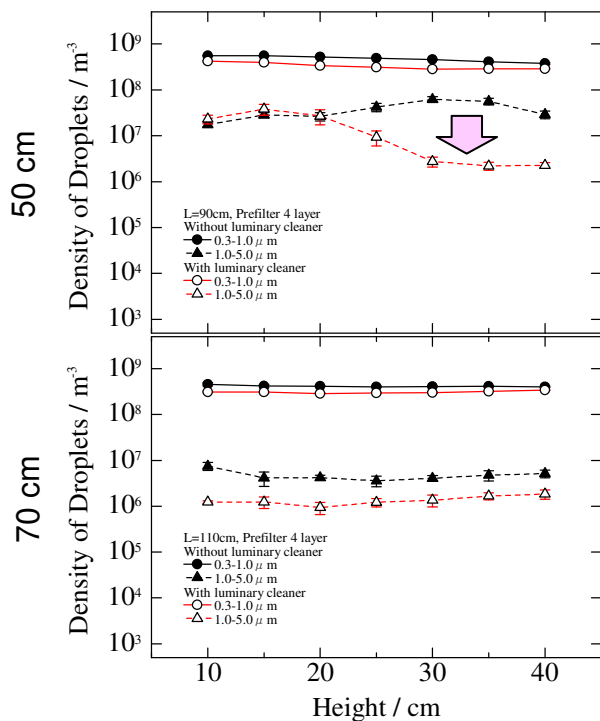 50 cm
Density of Droplets / m-3
10^9
10^8
10^7
10^6
10^5
10^4
10^3
L=90cm, Prefilter 4 layer
Without luminary cleaner
0.3-1.0 μ m
1.0-5.0 μ m
With luminary cleaner
0.3-1.0 μ m
1.0-5.0 μ m
70 cm
Density of Droplets / m-3
10^9
10^8
10^7
10^6
10^5
10^4
10^3
L=110cm, Prefilter 4 layer
Without luminary cleaner
0.3-1.0 μ m
1.0-5.0 μ m
With luminary cleaner
0.3-1.0 μ m
1.0-5.0 μ m
10 20 30 40
Height / cm